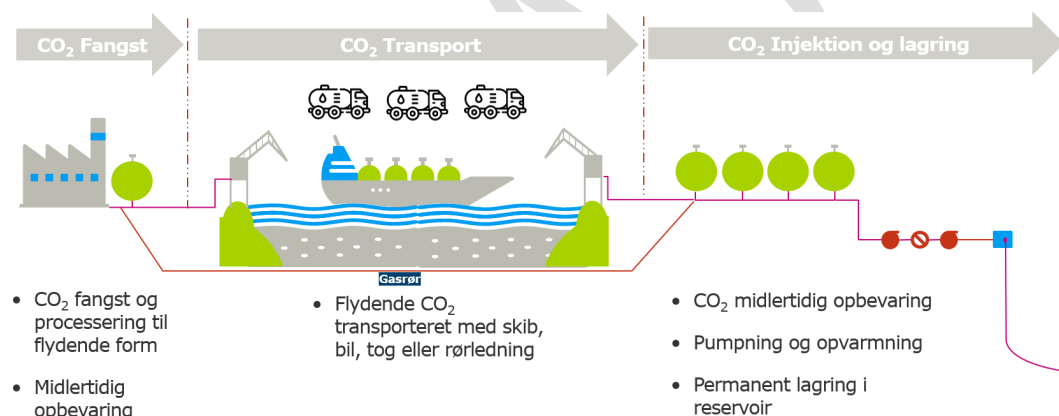 CO₂ Fangst
CO₂ Transport
CO₂ Injektion og lagring
Gasrør
• CO₂ fangst og
processering til
flydende form
• Midlertidig
opbevaring
• Flydende CO₂
transporteret med skib,
bil, tog eller rørledning
• CO₂ midlertidig opbevaring
• Pumpning og opvarmning
• Permanent lagring i
reservoir